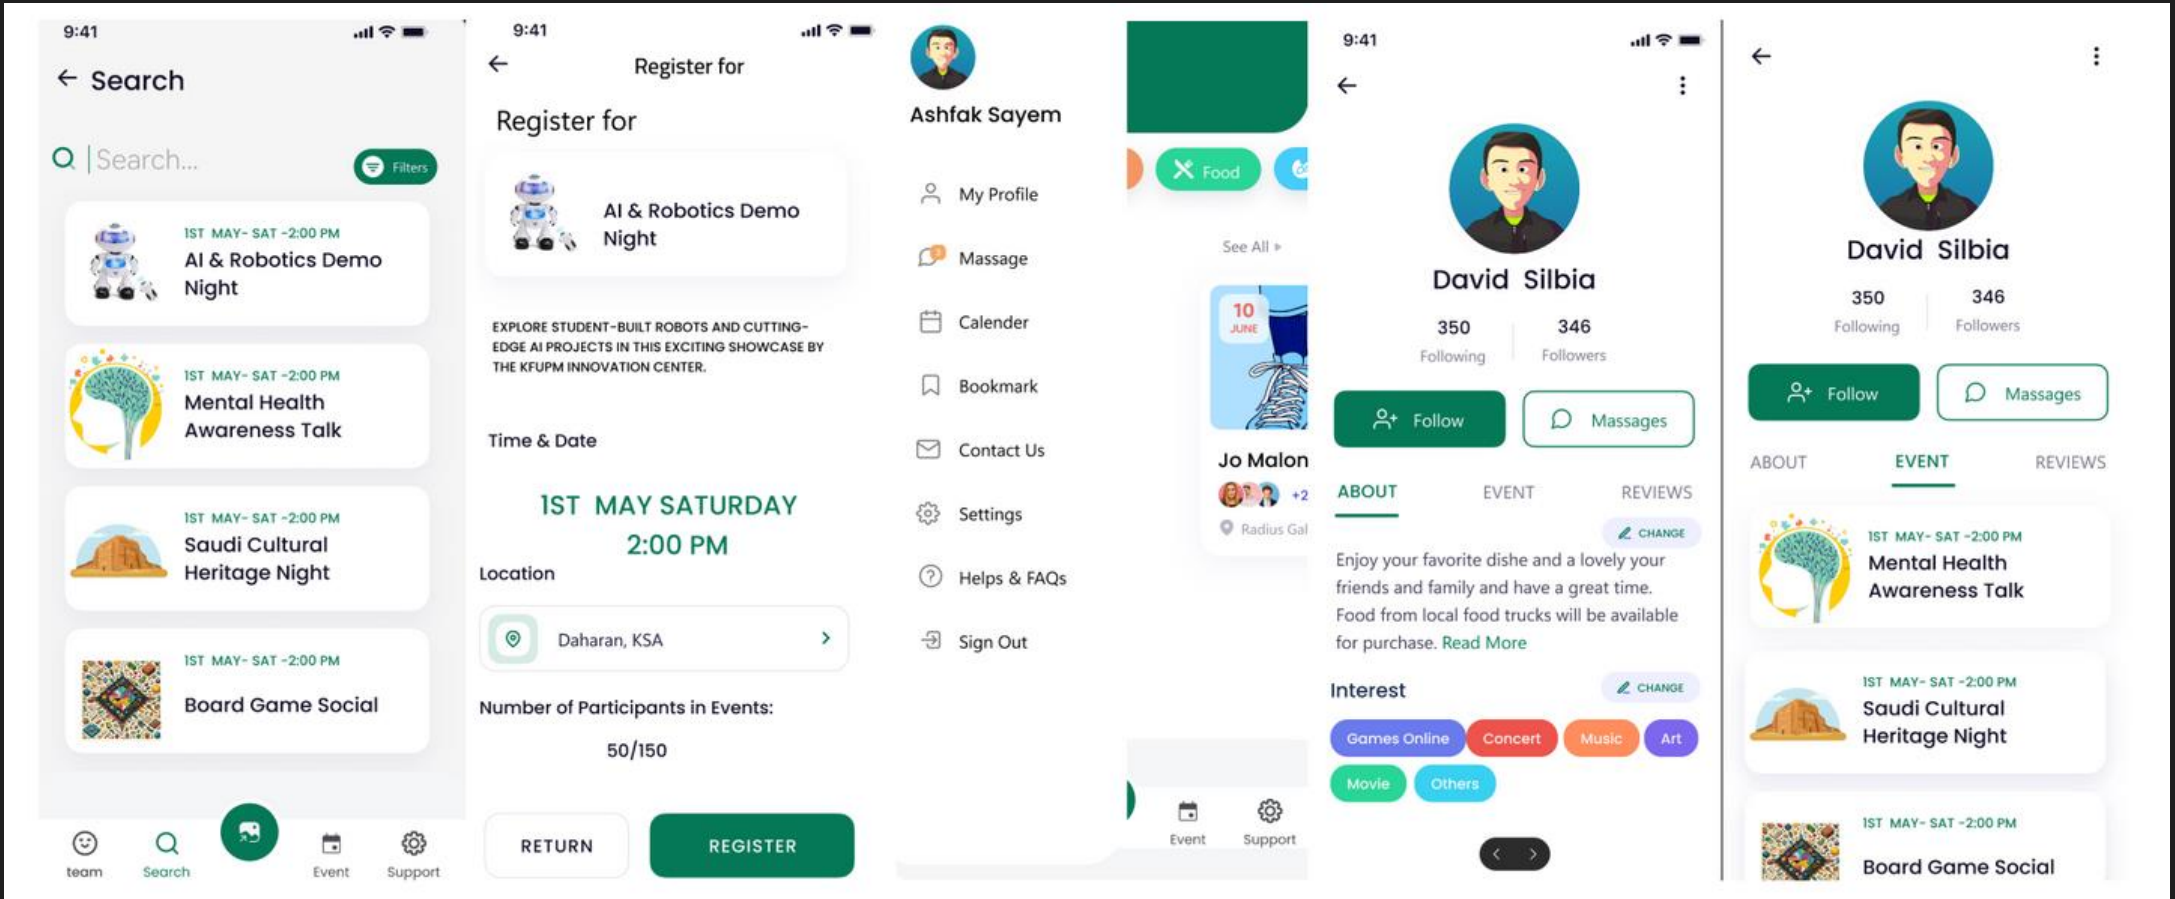 9:41
Search
Search...
Filters
1ST MAY- SAT -2:00 PM
AI & Robotics Demo
Night
1ST MAY- SAT -2:00 PM
Mental Health
Awareness Talk
1ST MAY- SAT -2:00 PM
Saudi Cultural
Heritage Night
1ST MAY- SAT -2:00 PM
Board Game Social
team
Search
Event
Support
9:41
Register for
Register for
AI & Robotics Demo
Night
EXPLORE STUDENT-BUILT ROBOTS AND CUTTING-
EDGE AI PROJECTS IN THIS EXCITING SHOWCASE BY
THE KFUPM INNOVATION CENTER.
Time & Date
1ST MAY SATURDAY
2:00 PM
Location
Daharan, KSA
Number of Participants in Events:
50/150
RETURN
REGISTER
Ashfak Sayem
My Profile
Massage
Calender
Bookmark
Contact Us
Settings
Helps & FAQs
Sign Out
Food
See All
10
JUNE
Jo Malon
+2
Radius Gal
Event
Support
9:41
David Silbia
350
Following
346
Followers
Follow
Massages
ABOUT
EVENT
REVIEWS
CHANGE
Enjoy your favorite dishe and a lovely your
friends and family and have a great time.
Food from local food trucks will be available
for purchase. Read More
Interest
CHANGE
Games Online
Concert
Music
Art
Movie
Others
David Silbia
350
Following
346
Followers
Follow
Massages
ABOUT
EVENT
REVIEWS
1ST MAY- SAT -2:00 PM
Mental Health
Awareness Talk
1ST MAY- SAT -2:00 PM
Saudi Cultural
Heritage Night
1ST MAY- SAT -2:00 PM
Board Game Social